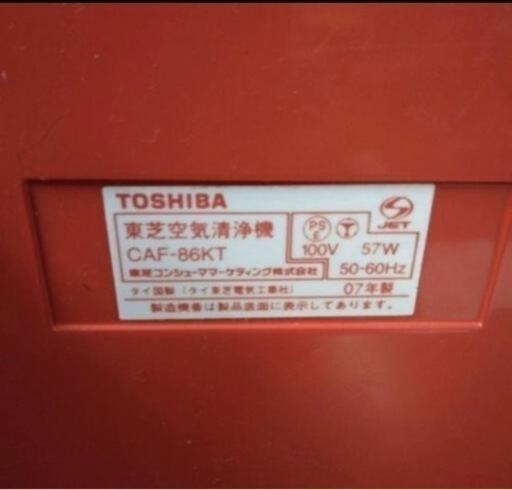 TOSHIBA
東芝空気清浄機
CAF-86KT
東芝コンシューママーケティング株式会社
PS E T JET
100V 57W
50-60Hz
タイ国製 (タイ東芝電気工業社) 07年製
製造機番は製品底面に表示しています